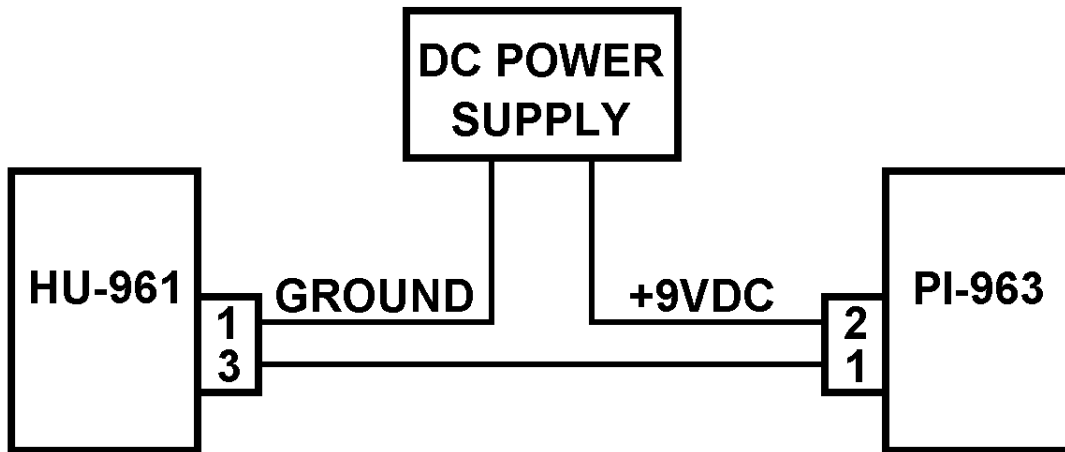 DC POWER
SUPPLY
HU-961
GROUND
+9VDC
PI-963
1
2
3
1